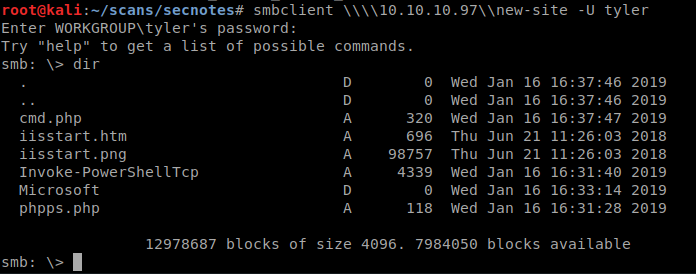 root@kali:~/scans/secnotes# smbclient \\\\10.10.10.97\\new-site -U tyler
Enter WORKGROUP\tyler's password:
Try "help" to get a list of possible commands.
smb: \> dir
. D 0 Wed Jan 16 16:37:46 2019
.. D 0 Wed Jan 16 16:37:46 2019
cmd.php A 320 Wed Jan 16 16:37:47 2019
iisstart.htm A 696 Thu Jun 21 11:26:03 2018
iisstart.png A 98757 Thu Jun 21 11:26:03 2018
Invoke-PowerShellTcp A 4339 Wed Jan 16 16:31:40 2019
Microsoft D 0 Wed Jan 16 16:33:14 2019
phpps.php A 118 Wed Jan 16 16:31:28 2019
12978687 blocks of size 4096. 7984050 blocks available
smb: \>